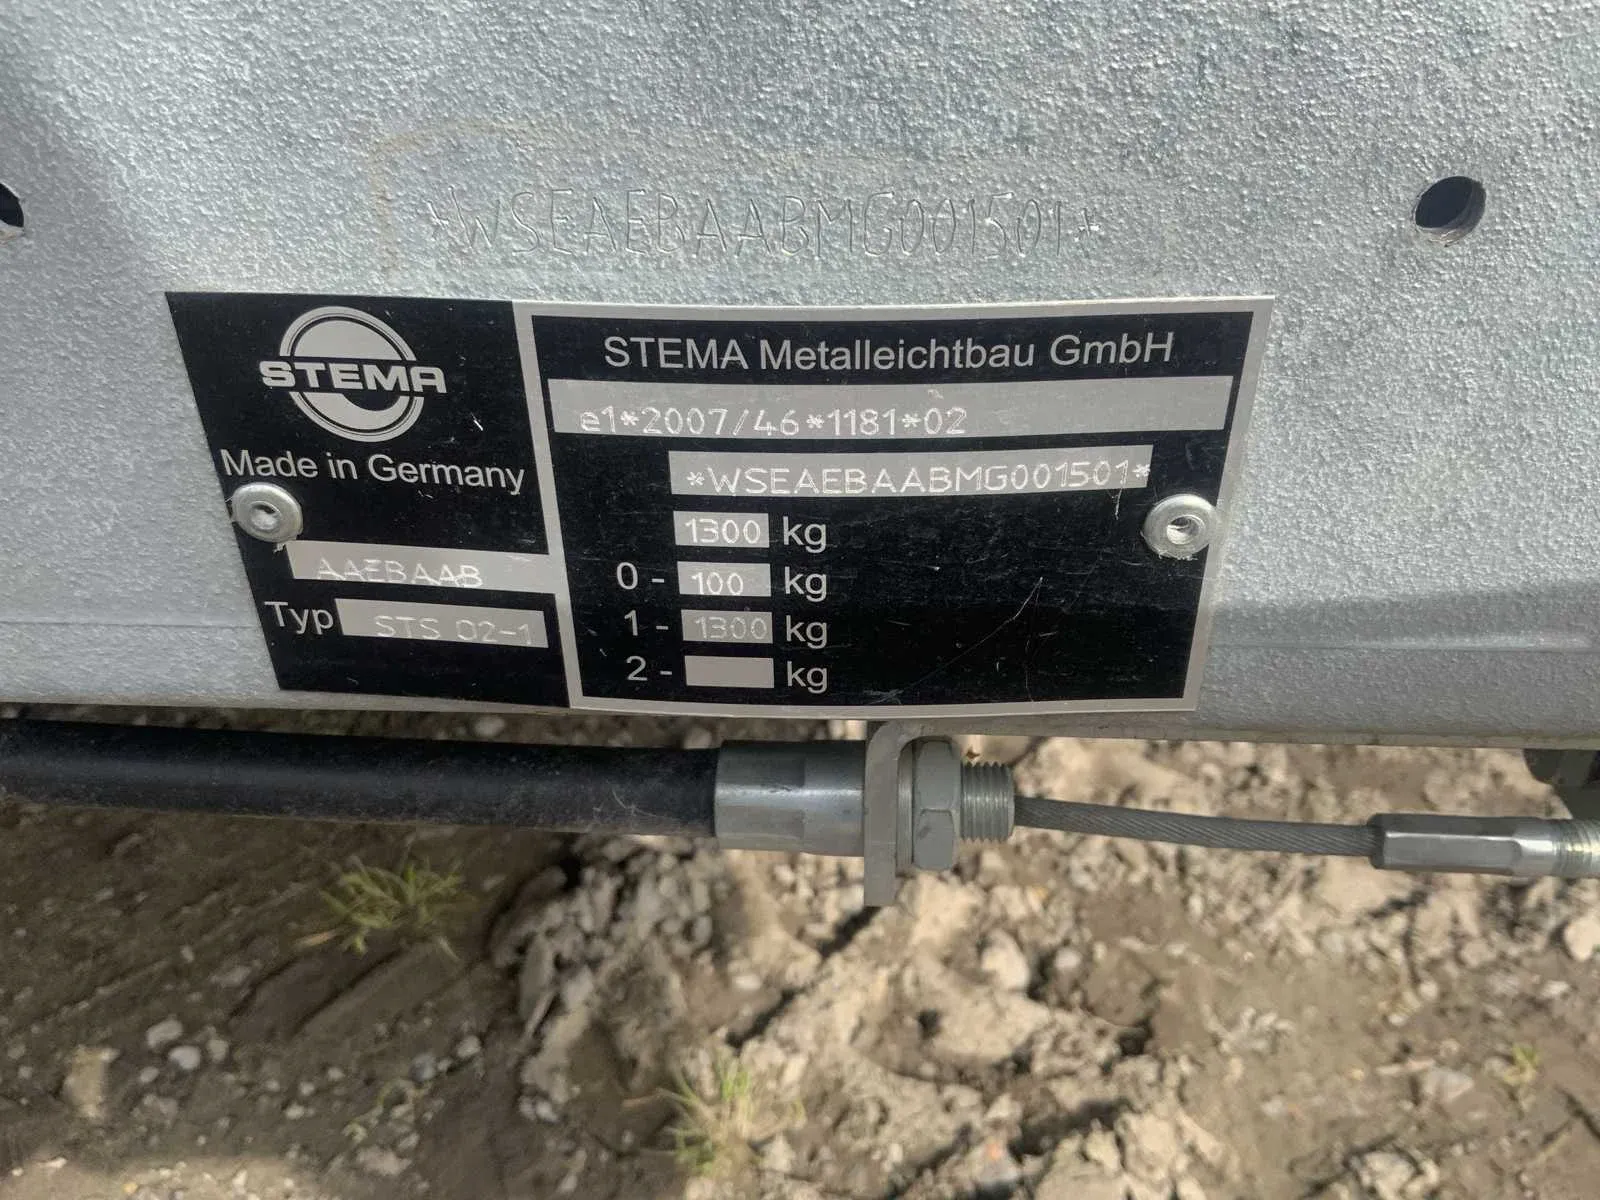 *WSEAEBAABMG001501*
STEMA
Made in Germany
AAEBAAB
Typ STS 02-1
STEMA Metalleichtbau GmbH
e1*2007/46*1181*02
*WSEAEBAABMG001501*
1300 kg
0 - 100 kg
1 - 1300 kg
2 - kg